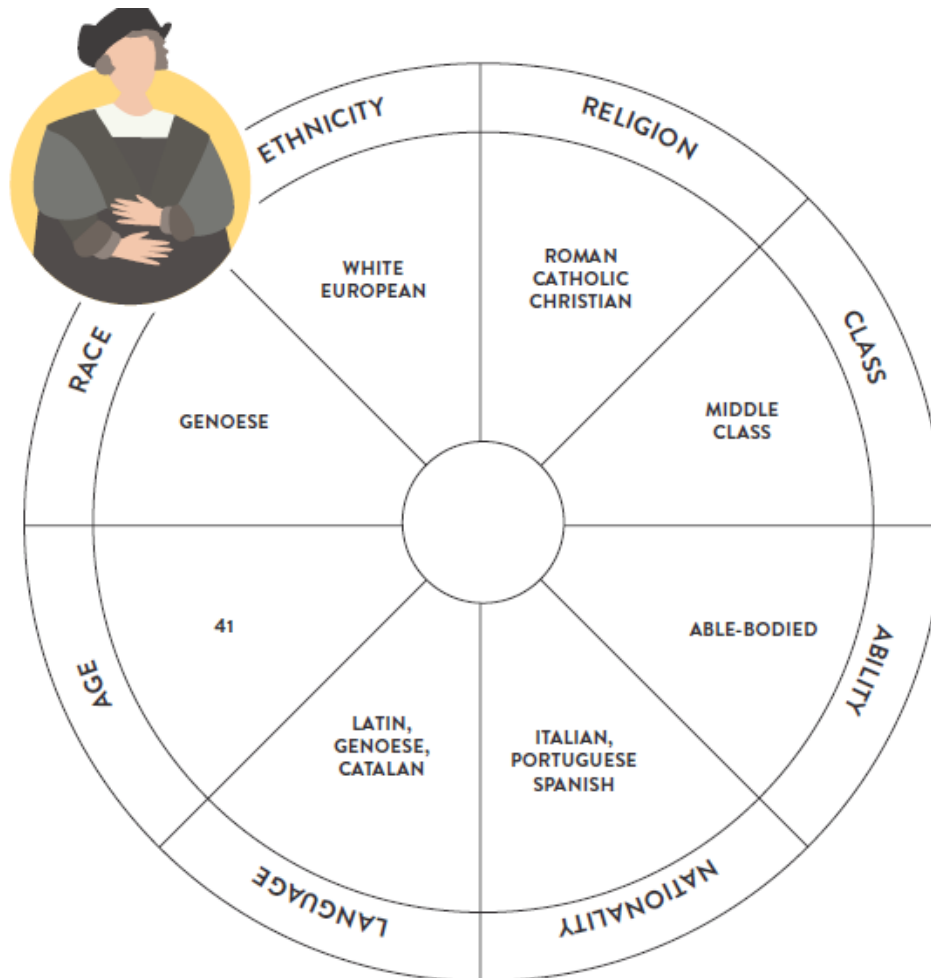 ETHNICITY
WHITE
EUROPEAN
RELIGION
ROMAN
CATHOLIC
CHRISTIAN
CLASS
MIDDLE
CLASS
ABILITY
ABLE-BODIED
NATIONALITY
ITALIAN,
PORTUGUESE
SPANISH
LANGUAGE
LATIN,
GENOESE,
CATALAN
AGE
41
RACE
GENOESE